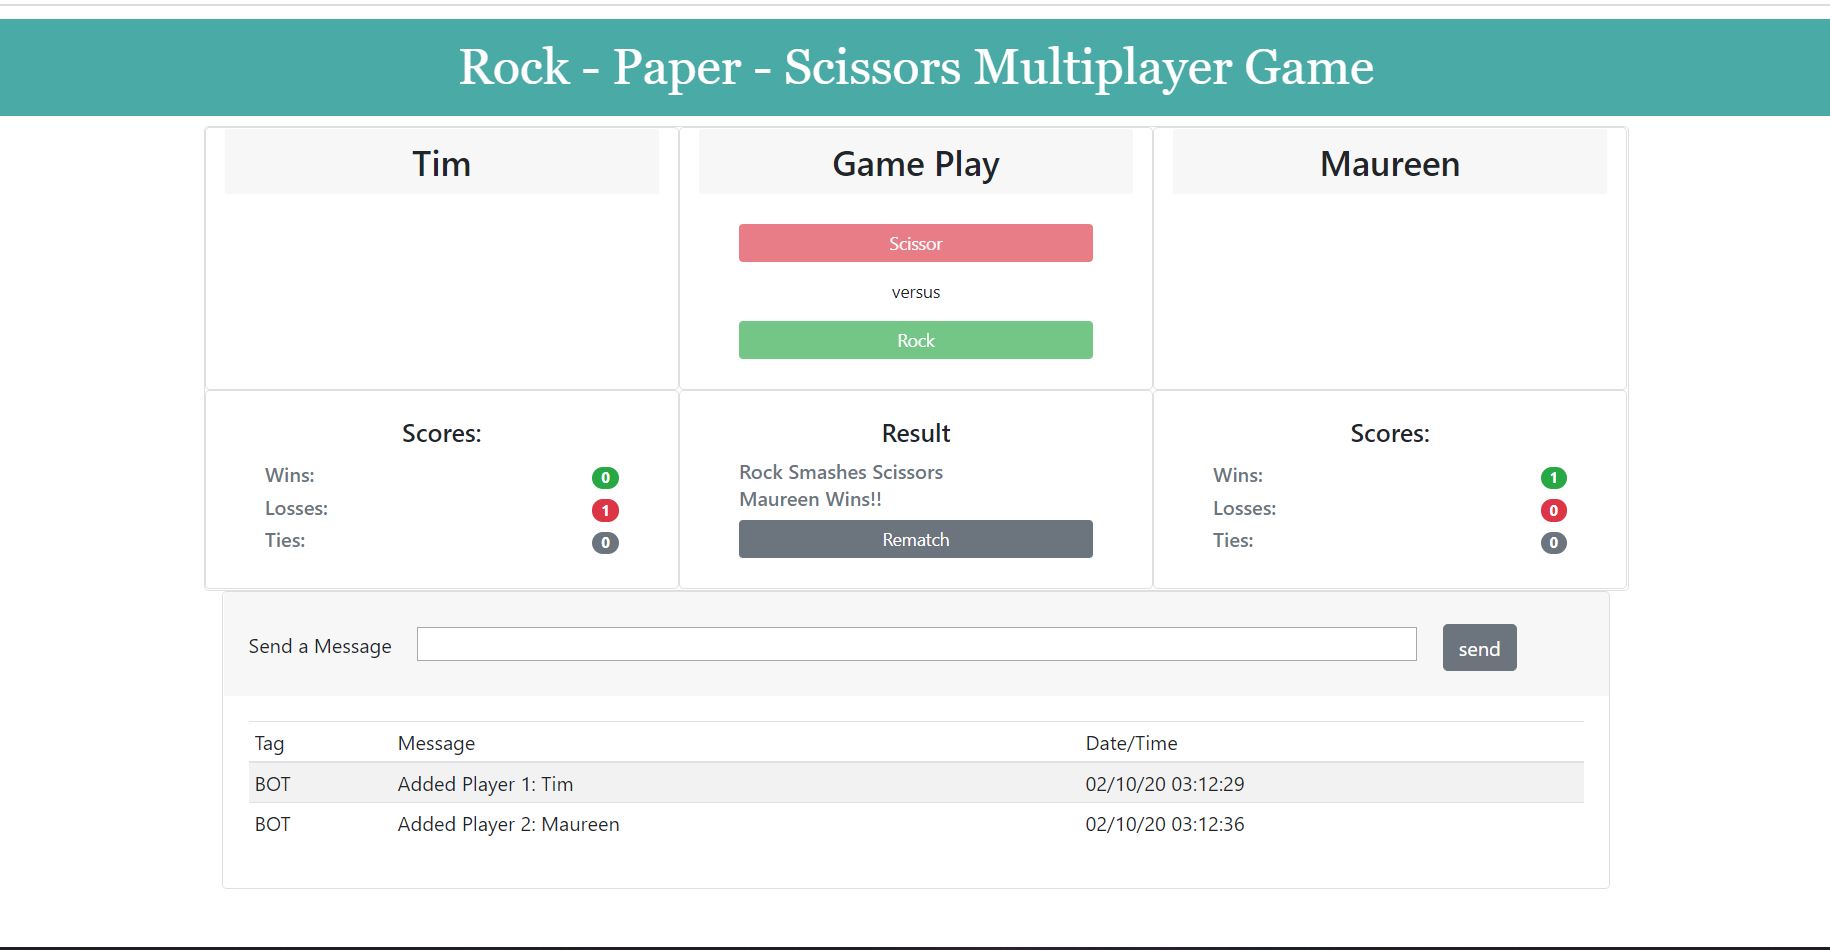 Rock - Paper - Scissors Multiplayer Game
Tim
Game Play
Maureen
Scissor
versus
Rock
Scores:
Wins: 0
Losses: 1
Ties: 0
Result
Rock Smashes Scissors
Maureen Wins!!
Rematch
Scores:
Wins: 1
Losses: 0
Ties: 0
Send a Message send
Tag Message Date/Time
BOT Added Player 1: Tim 02/10/20 03:12:29
BOT Added Player 2: Maureen 02/10/20 03:12:36